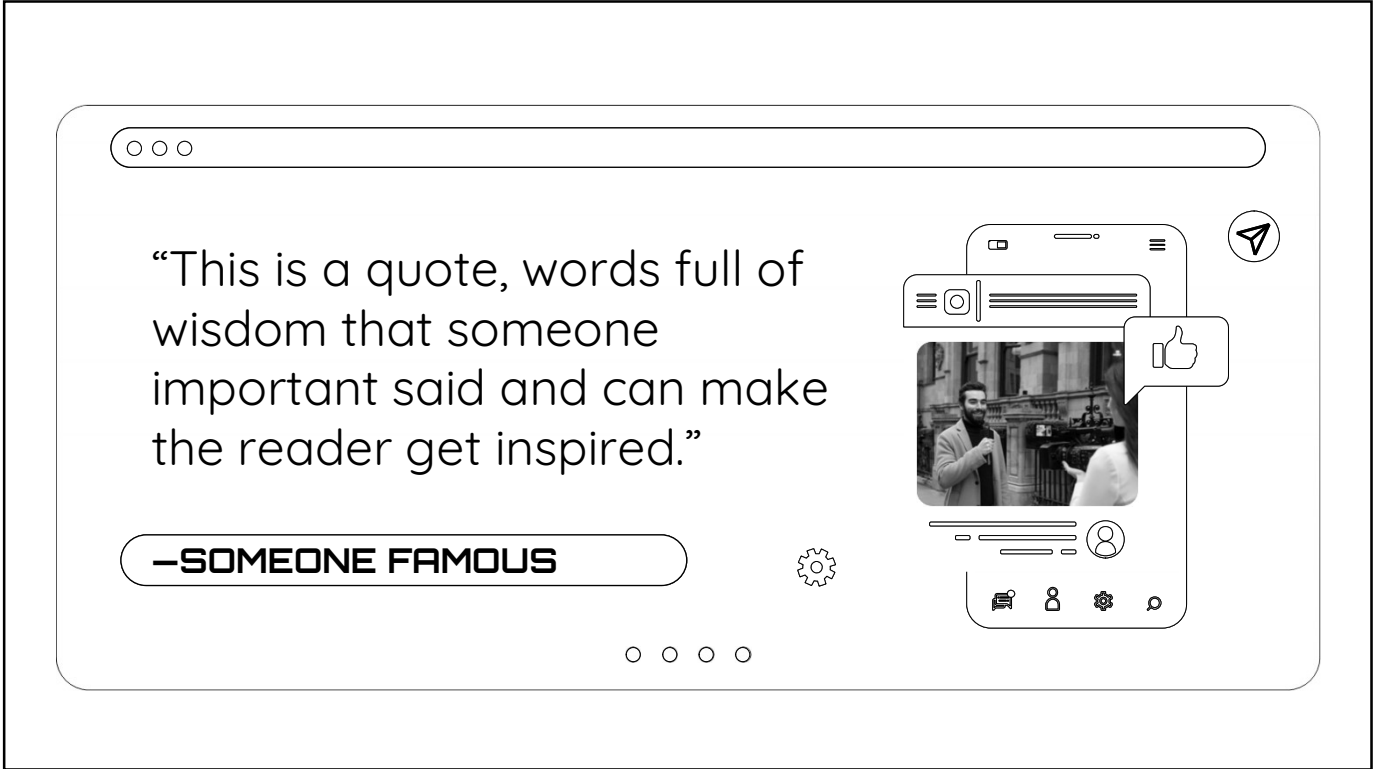 “This is a quote, words full of
wisdom that someone
important said and can make
the reader get inspired.”
—SOMEONE FAMOUS